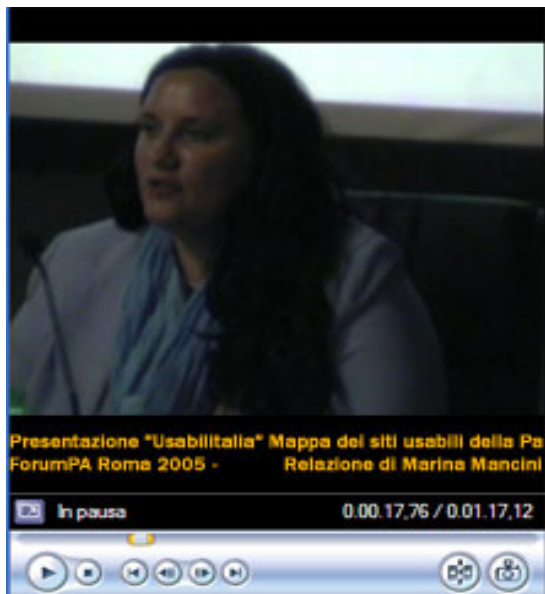 Presentazione "Usabilitalia" Mappa dei siti usabili della Pa
ForumPA Roma 2005 - Relazione di Marina Mancini
In pausa 0.00.17,76 / 0.01.17,12